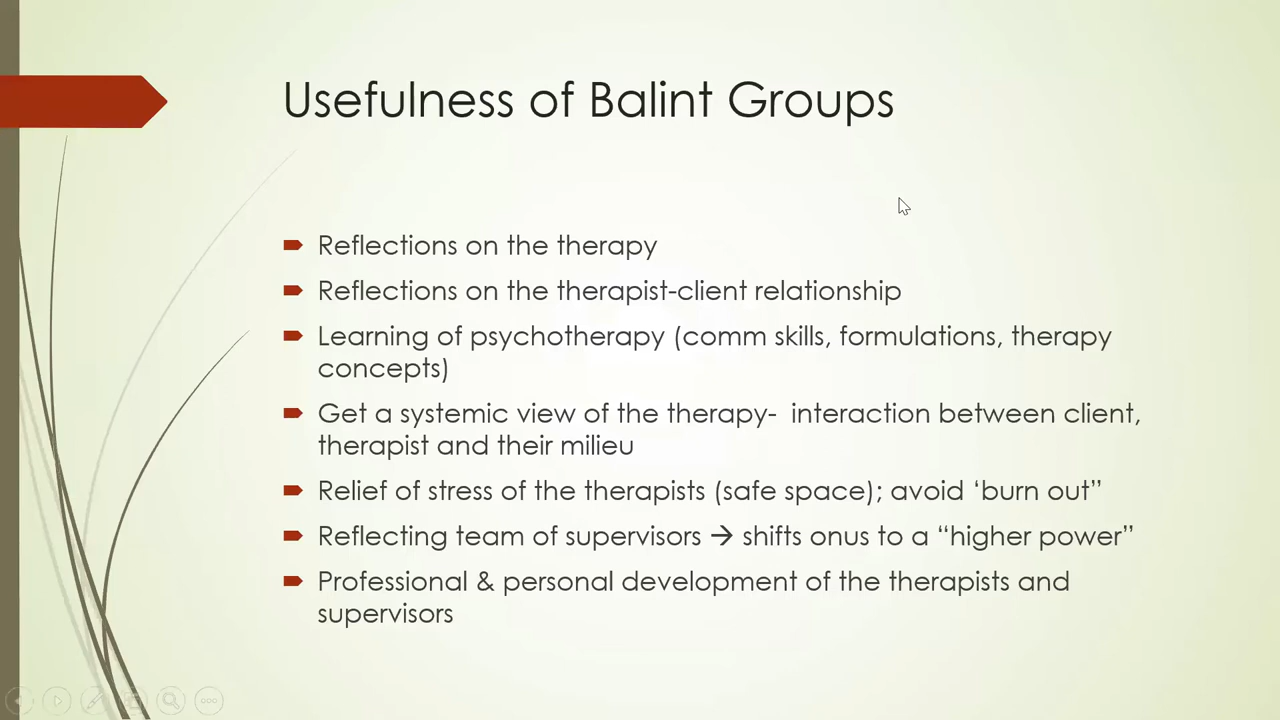 Usefulness of Balint Groups
Reflections on the therapy
Reflections on the therapist-client relationship
Learning of psychotherapy (comm skills, formulations, therapy
concepts)
Get a systemic view of the therapy-  interaction between client,
therapist and their milieu
Relief of stress of the therapists (safe space); avoid ‘burn out”
Reflecting team of supervisors → shifts onus to a “higher power”
Professional & personal development of the therapists and
supervisors